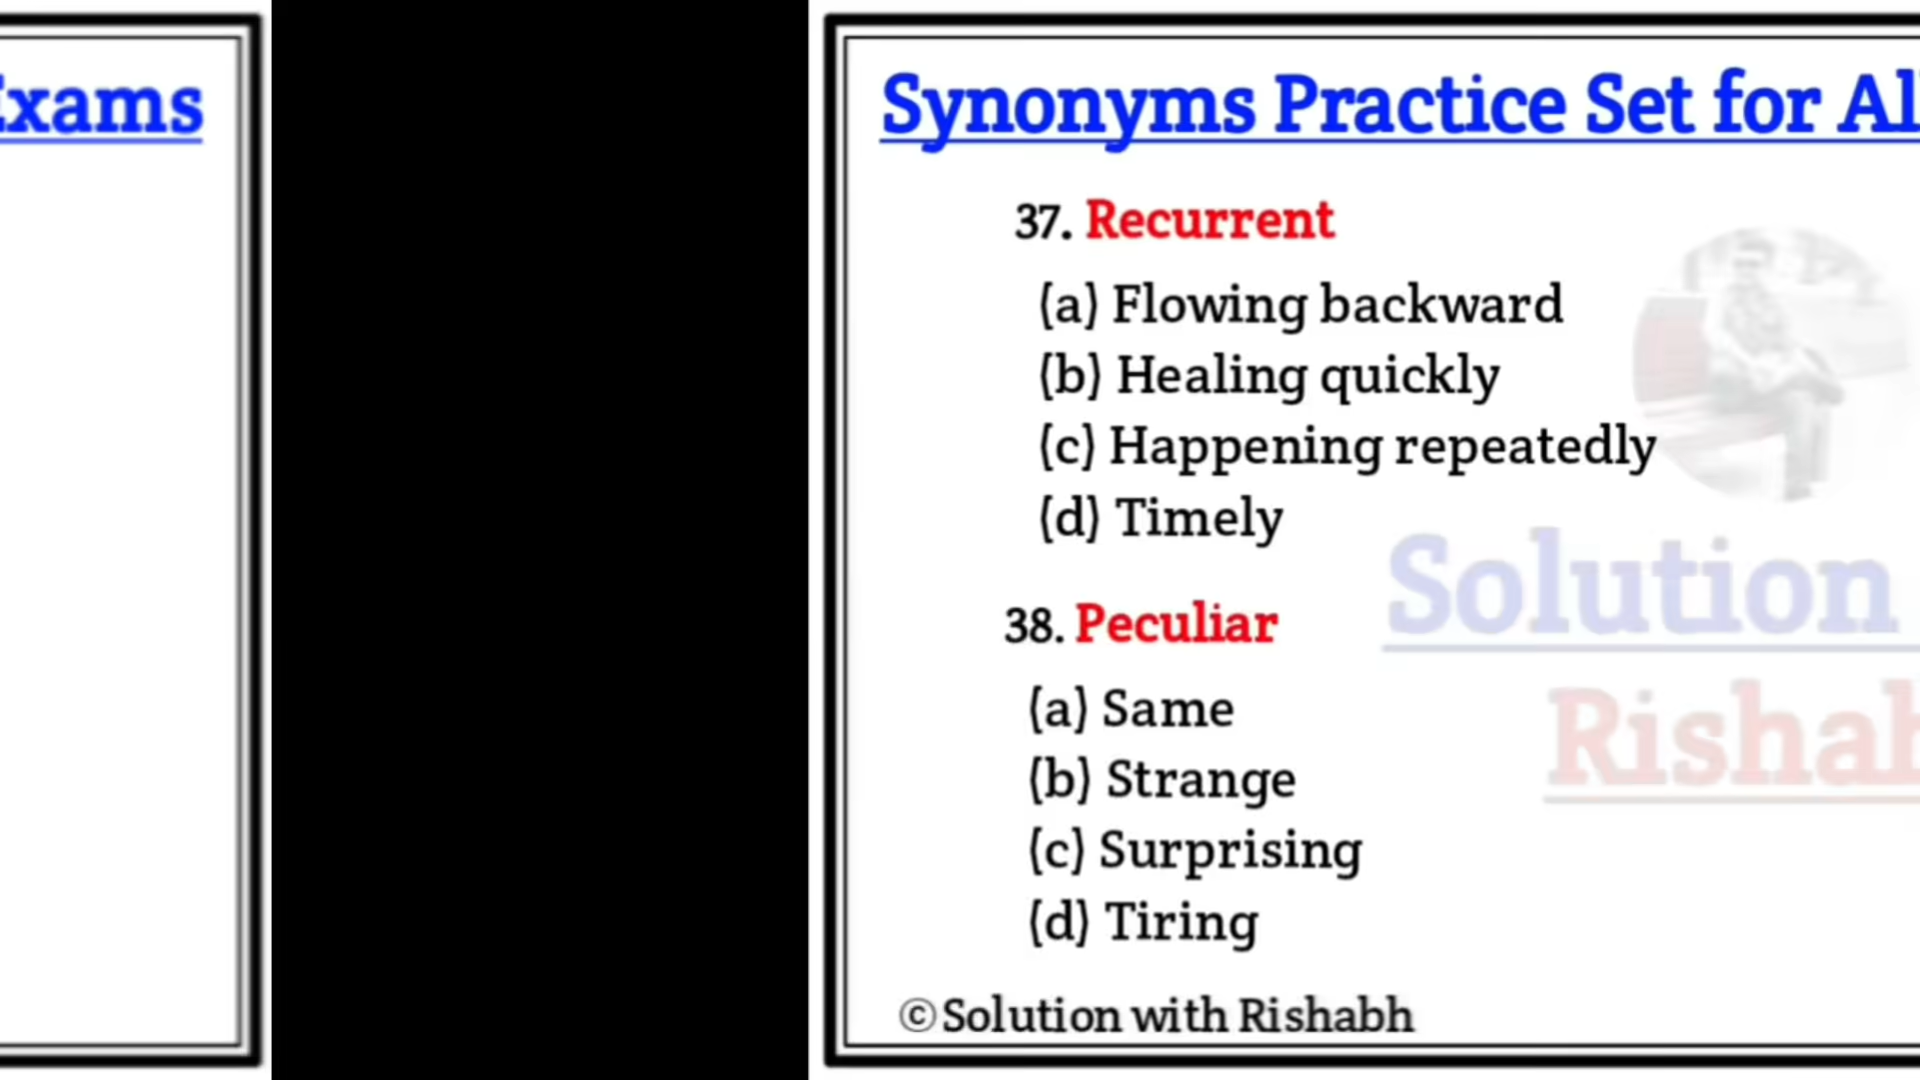 Exams
Synonyms Practice Set for Al
37. Recurrent
(a) Flowing backward
(b) Healing quickly
(c) Happening repeatedly
(d) Timely
Solution
Rishab
38. Peculiar
(a) Same
(b) Strange
(c) Surprising
(d) Tiring
©Solution with Rishabh